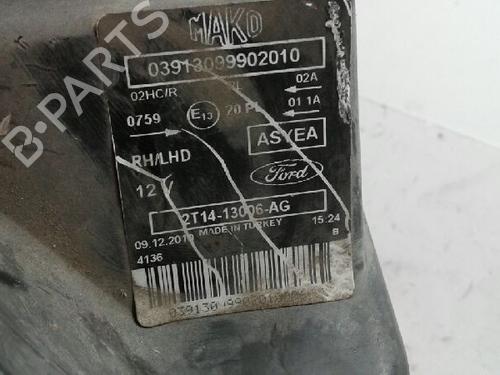 MAKO
03913099902010
02HC/R
02A
0759
E13
20 PL
01 1A
ASYEA
RH/LHD
Ford
12 V
2T14-13006-AG
MADE IN TURKEY
09.12.2010
15:24
4136
B